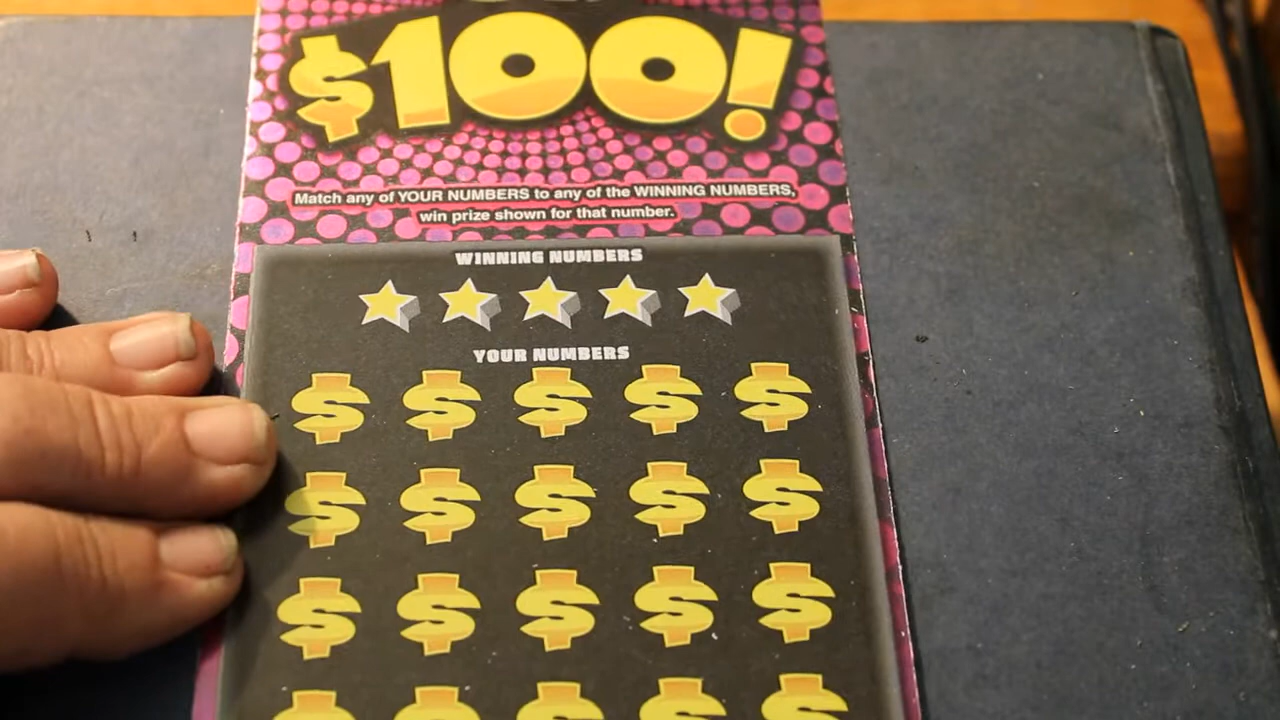 $100!
Match any of YOUR NUMBERS to any of the WINNING NUMBERS,
win prize shown for that number.
WINNING NUMBERS
YOUR NUMBERS
$ $ $ $ $
$ $ $ $ $
$ $ $ $ $
$ $ $ $ $